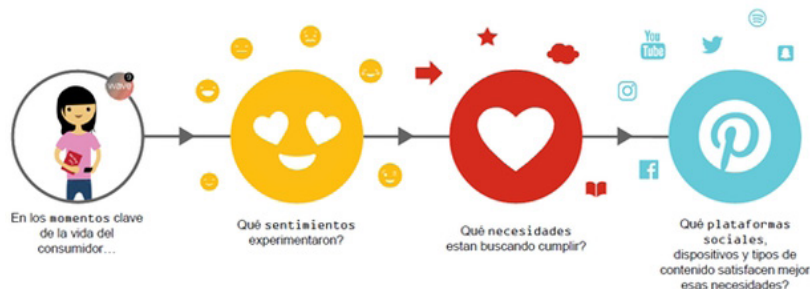 wave
9
You
Tube
En los momentos clave
de la vida del
consumidor...
Qué sentimientos
experimentaron?
Qué necesidades
estan buscando cumplir?
Qué plataformas
sociales,
dispositivos y tipos de
contenido satisfacen mejor
esas necesidades?